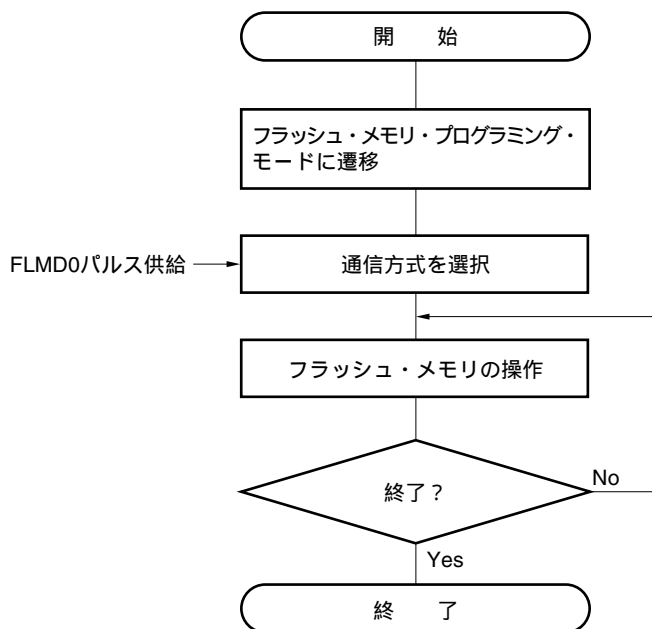 開　始
フラッシュ・メモリ・プログラミング・
モードに遷移
FLMD0パルス供給
通信方式を選択
フラッシュ・メモリの操作
終了？
No
Yes
終　了